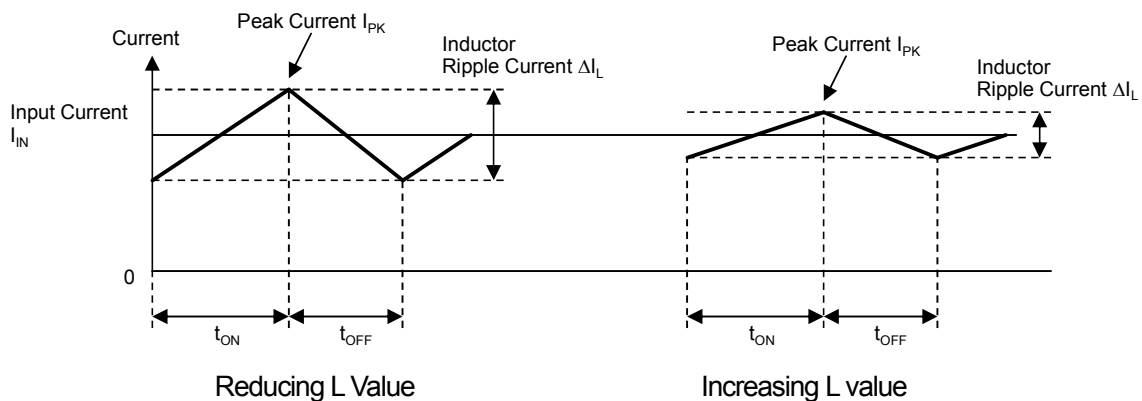 Peak Current I_PK
Current
Inductor
Ripple Current ΔI_L
Input Current
I_IN
0
t_ON
t_OFF
Reducing L Value
Peak Current I_PK
Inductor
Ripple Current ΔI_L
t_ON
t_OFF
Increasing L value